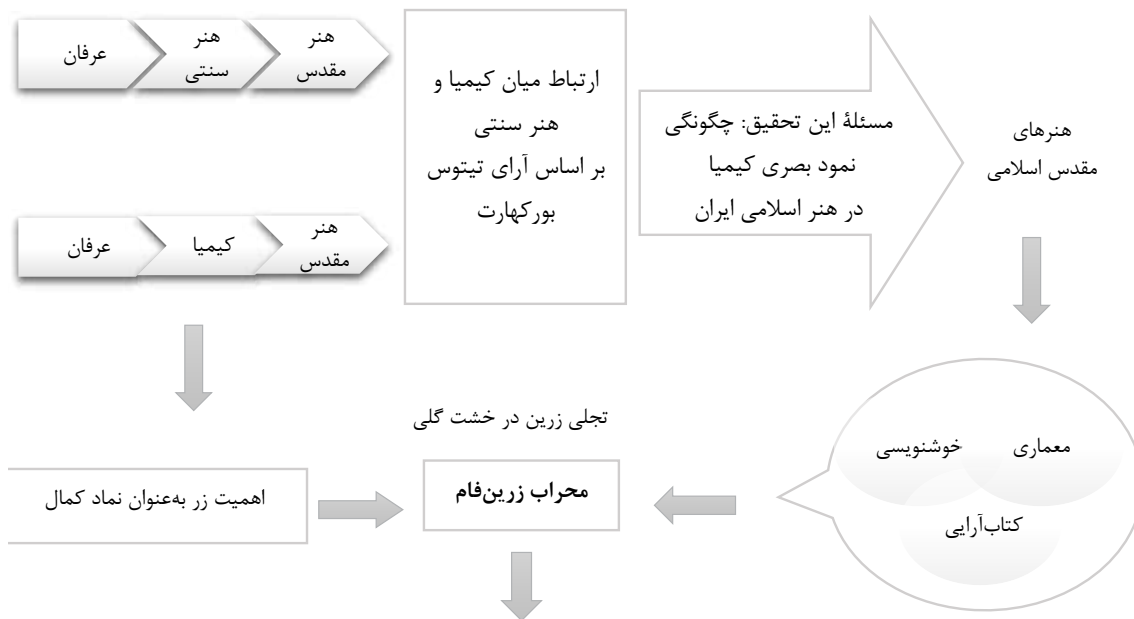 هنر
مقدس
هنر
سنتی
عرفان
ارتباط میان کیمیا و
هنر سنتی
بر اساس آرای تیتوس
بورکهارت
مسئلهٔ این تحقیق: چگونگی
نمود بصری کیمیا
در هنر اسلامی ایران
هنرهای
مقدس اسلامی
هنر
مقدس
کیمیا
عرفان
تجلی زرین در خشت گلی
محراب زرین‌فام
اهمیت زر به‌عنوان نماد کمال
معماری
خوشنویسی
کتاب‌آرایی